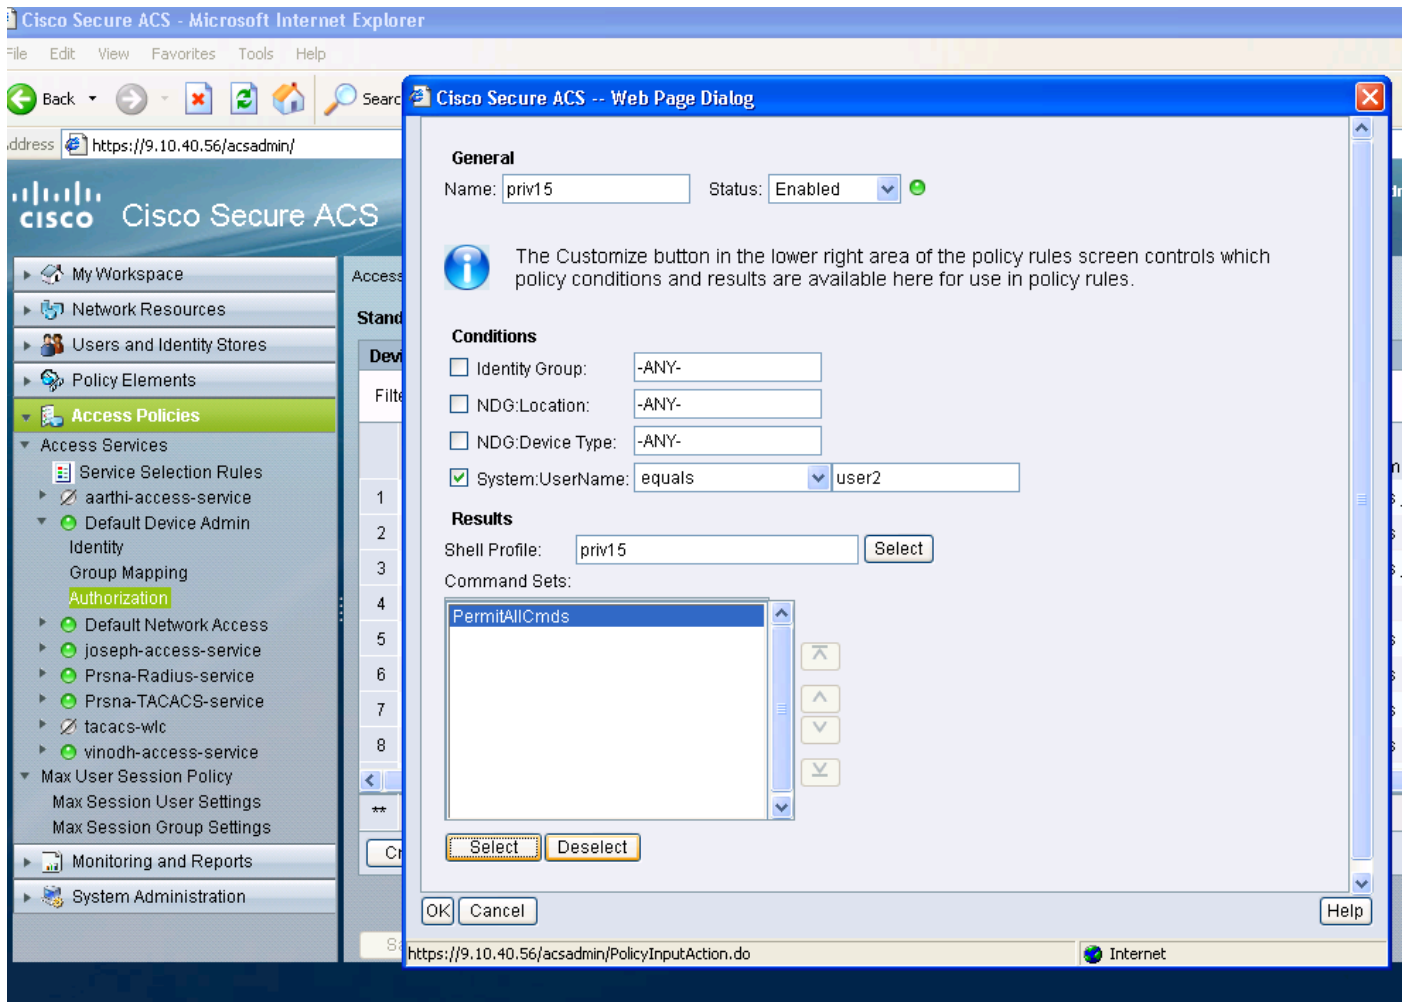 Cisco Secure ACS - Microsoft Internet Explorer
File Edit View Favorites Tools Help
Back
Searc
Address https://9.10.40.56/acsadmin/
Cisco Secure ACS -- Web Page Dialog
CISCO Cisco Secure ACS
My Workspace
Network Resources
Users and Identity Stores
Policy Elements
Access Policies
Access Services
Service Selection Rules
aarthi-access-service
Default Device Admin
Identity
Group Mapping
Authorization
Default Network Access
joseph-access-service
Prsna-Radius-service
Prsna-TACACS-service
tacacs-wlc
vinodh-access-service
Max User Session Policy
Max Session User Settings
Max Session Group Settings
Monitoring and Reports
System Administration
Access
Stand
Devi
Filte
1
2
3
4
5
6
7
8
**
Cr
Sa
General
Name: priv15 Status: Enabled
The Customize button in the lower right area of the policy rules screen controls which
policy conditions and results are available here for use in policy rules.
Conditions
Identity Group: -ANY-
NDG:Location: -ANY-
NDG:Device Type: -ANY-
System:UserName: equals user2
Results
Shell Profile: priv15 Select
Command Sets:
PermitAllCmds
Select Deselect
OK Cancel Help
https://9.10.40.56/acsadmin/PolicyInputAction.do Internet